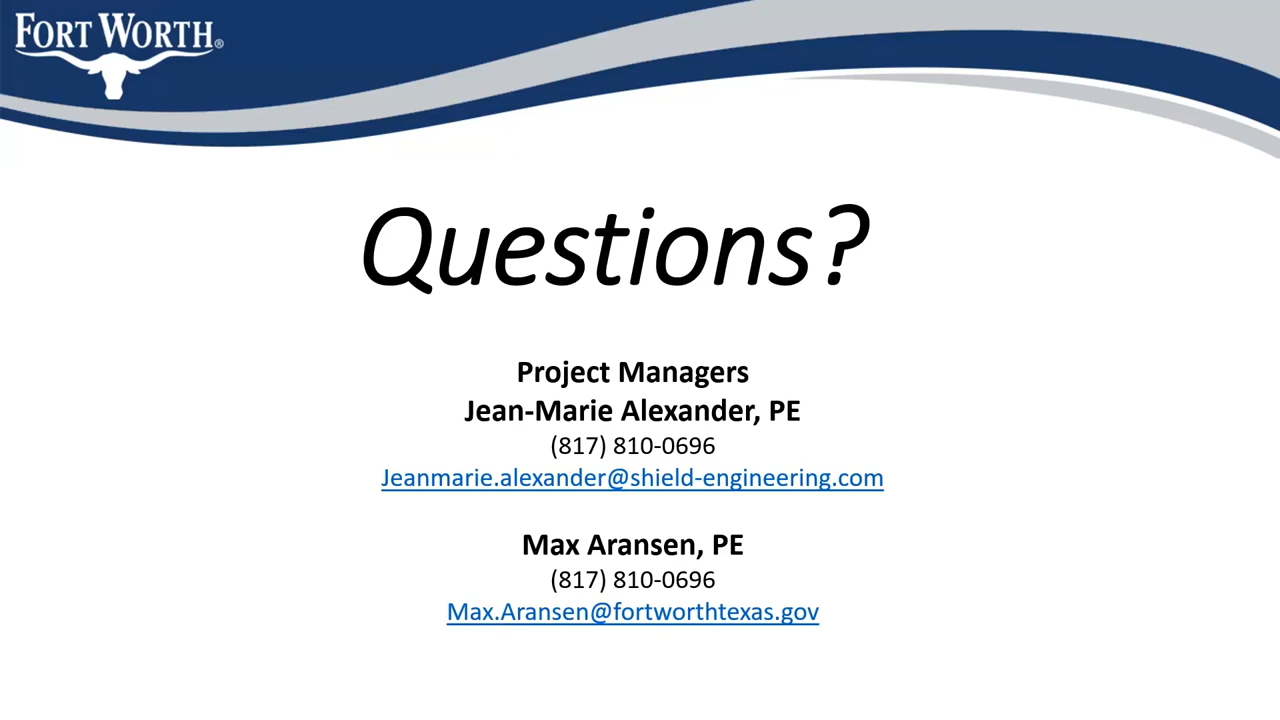 FORT WORTH®
Questions?
Project Managers
Jean-Marie Alexander, PE
(817) 810-0696
Jeanmarie.alexander@shield-engineering.com
Max Aransen, PE
(817) 810-0696
Max.Aransen@fortworthtexas.gov